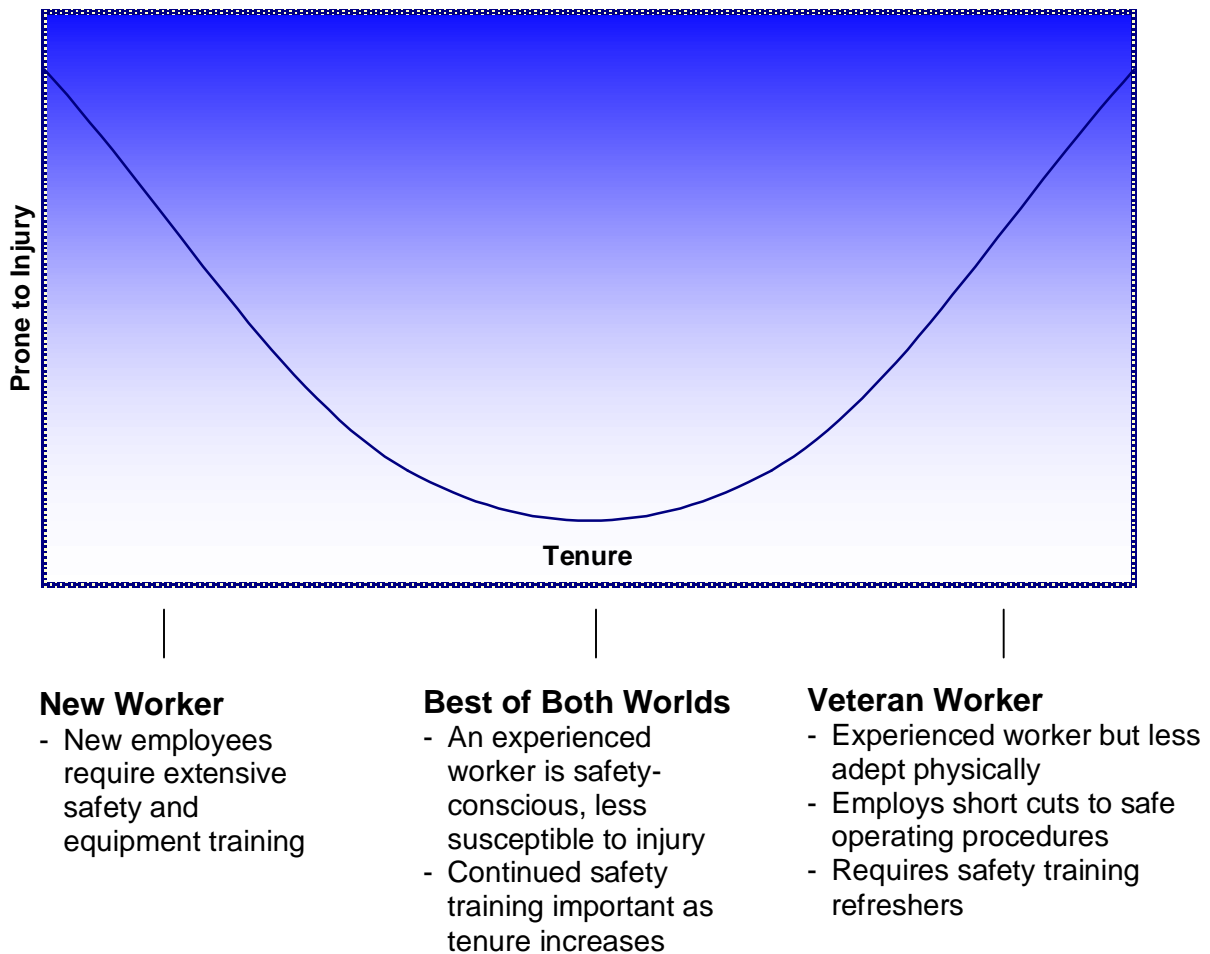 Prone to Injury
Tenure
New Worker
- New employees
require extensive
safety and
equipment training
Best of Both Worlds
- An experienced
worker is safety-
conscious, less
susceptible to injury
- Continued safety
training important as
tenure increases
Veteran Worker
- Experienced worker but less
adept physically
- Employs short cuts to safe
operating procedures
- Requires safety training
refreshers